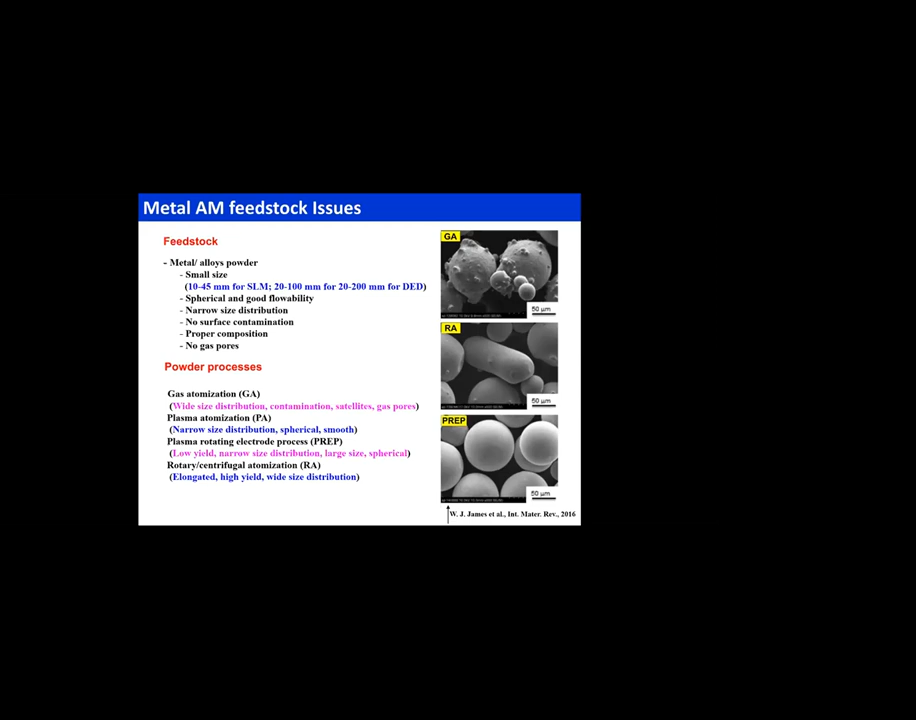 Metal AM feedstock Issues
Feedstock
- Metal/ alloys powder
- Small size
(10-45 mm for SLM; 20-100 mm for 20-200 mm for DED)
- Spherical and good flowability
- Narrow size distribution
- No surface contamination
- Proper composition
- No gas pores
Powder processes
Gas atomization (GA)
(Wide size distribution, contamination, satellites, gas pores)
Plasma atomization (PA)
(Narrow size distribution, spherical, smooth)
Plasma rotating electrode process (PREP)
(Low yield, narrow size distribution, large size, spherical)
Rotary/centrifugal atomization (RA)
(Elongated, high yield, wide size distribution)
GA
50 µm
RA
50 µm
PREP
50 µm
W. J. James et al., Int. Mater. Rev., 2016